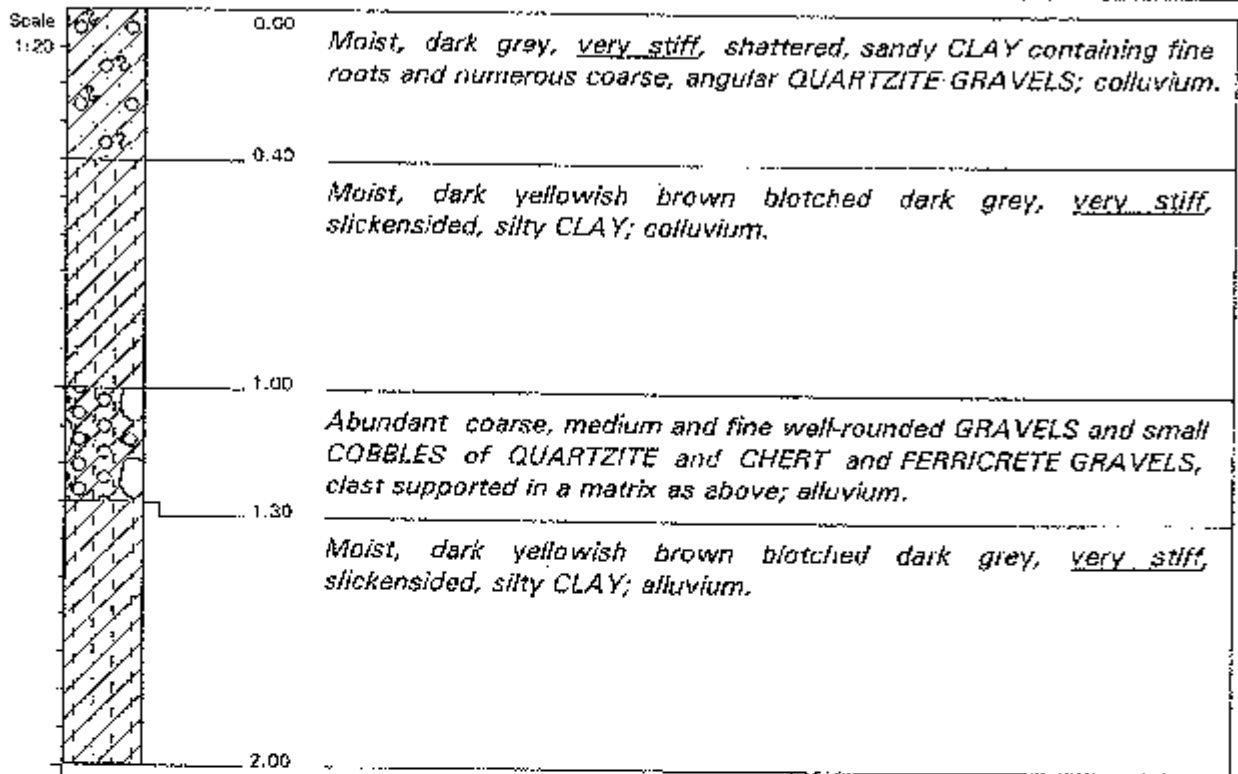 Scale
1:20
0.00
Moist, dark grey, very stiff, shattered, sandy CLAY containing fine
roots and numerous coarse, angular QUARTZITE GRAVELS; colluvium.
0.40
Moist, dark yellowish brown blotched dark grey, very stiff,
slickensided, silty CLAY; colluvium.
1.00
Abundant coarse, medium and fine well-rounded GRAVELS and small
COBBLES of QUARTZITE and CHERT and FERRICRETE GRAVELS,
clast supported in a matrix as above; alluvium.
1.30
Moist, dark yellowish brown blotched dark grey, very stiff,
slickensided, silty CLAY; alluvium.
2.00